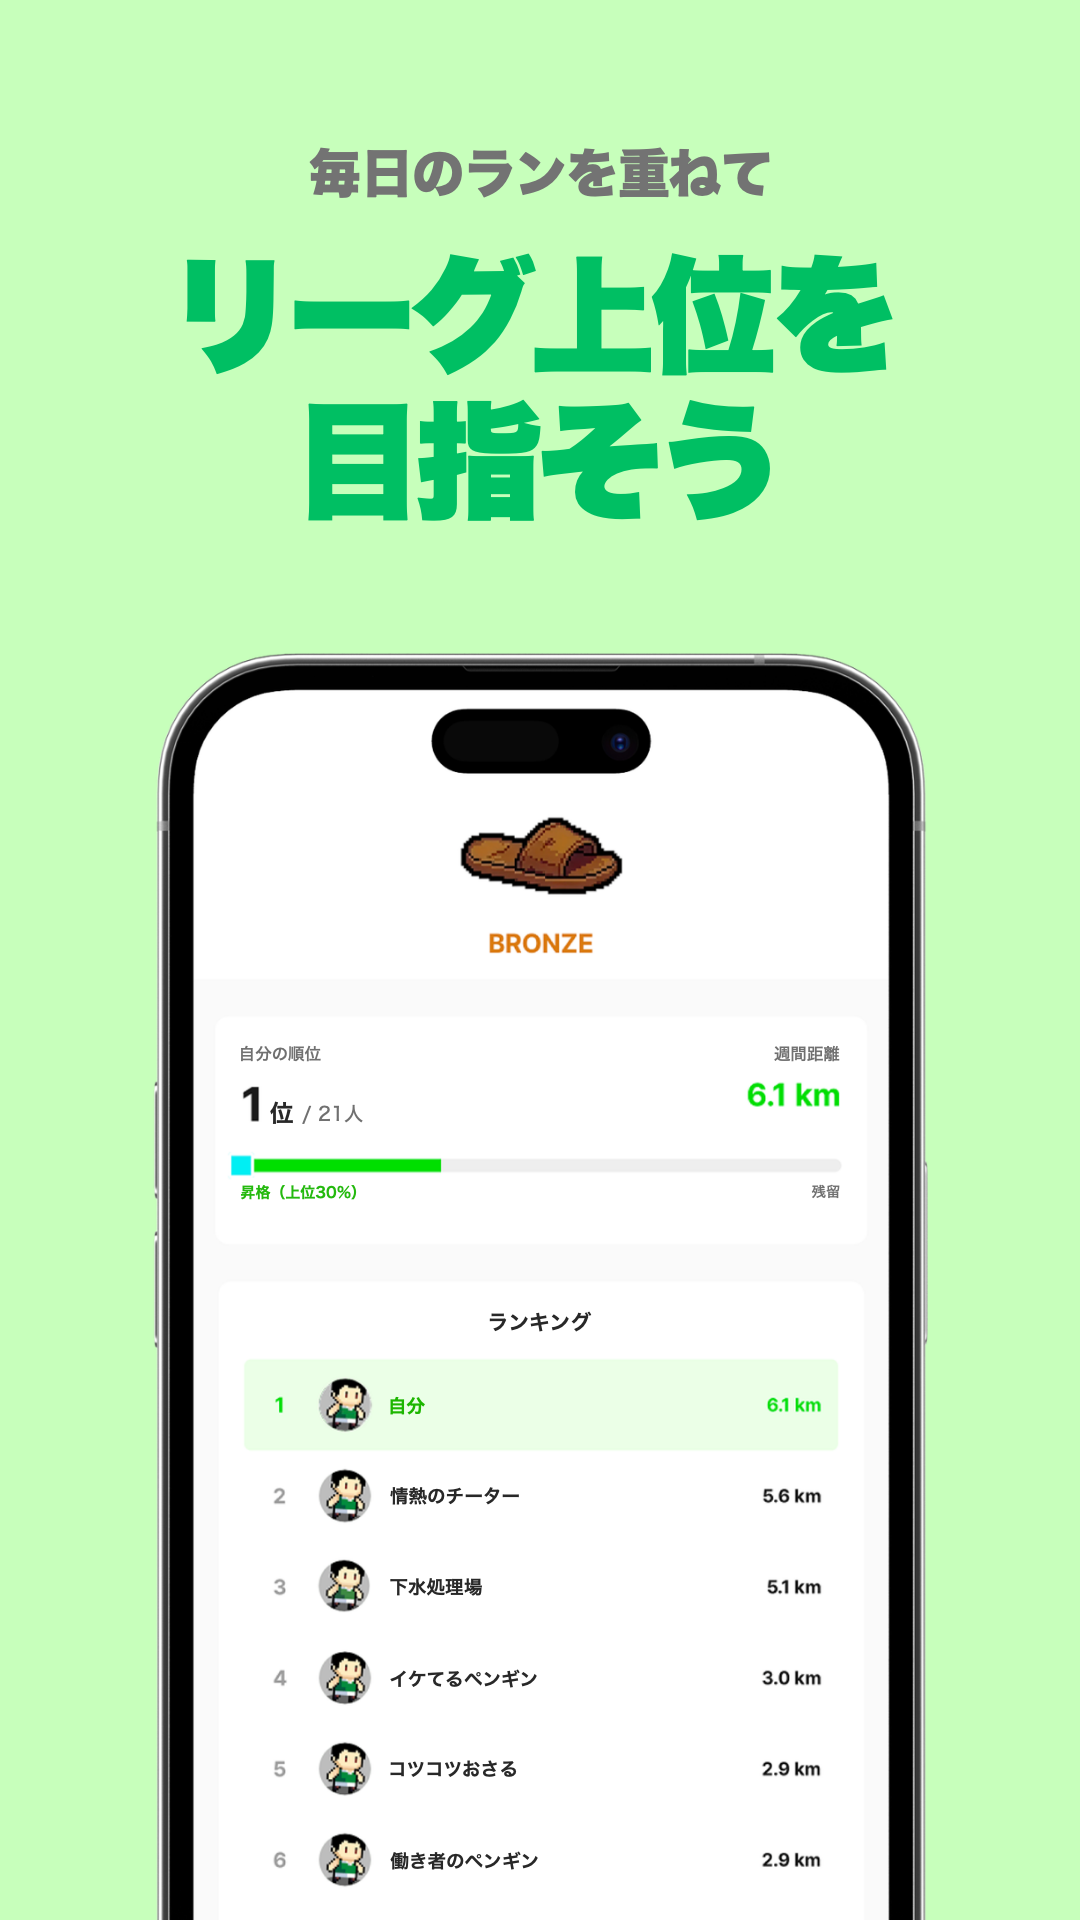 毎日のランを重ねて
リーグ上位を
目指そう
BRONZE
自分の順位 週間距離
1位 / 21人 6.1 km
昇格（上位30%） 残留
ランキング
1 自分 6.1 km
2 情熱のチーター 5.6 km
3 下水処理場 5.1 km
4 イケてるペンギン 3.0 km
5 コツコツおさる 2.9 km
6 働き者のペンギン 2.9 km